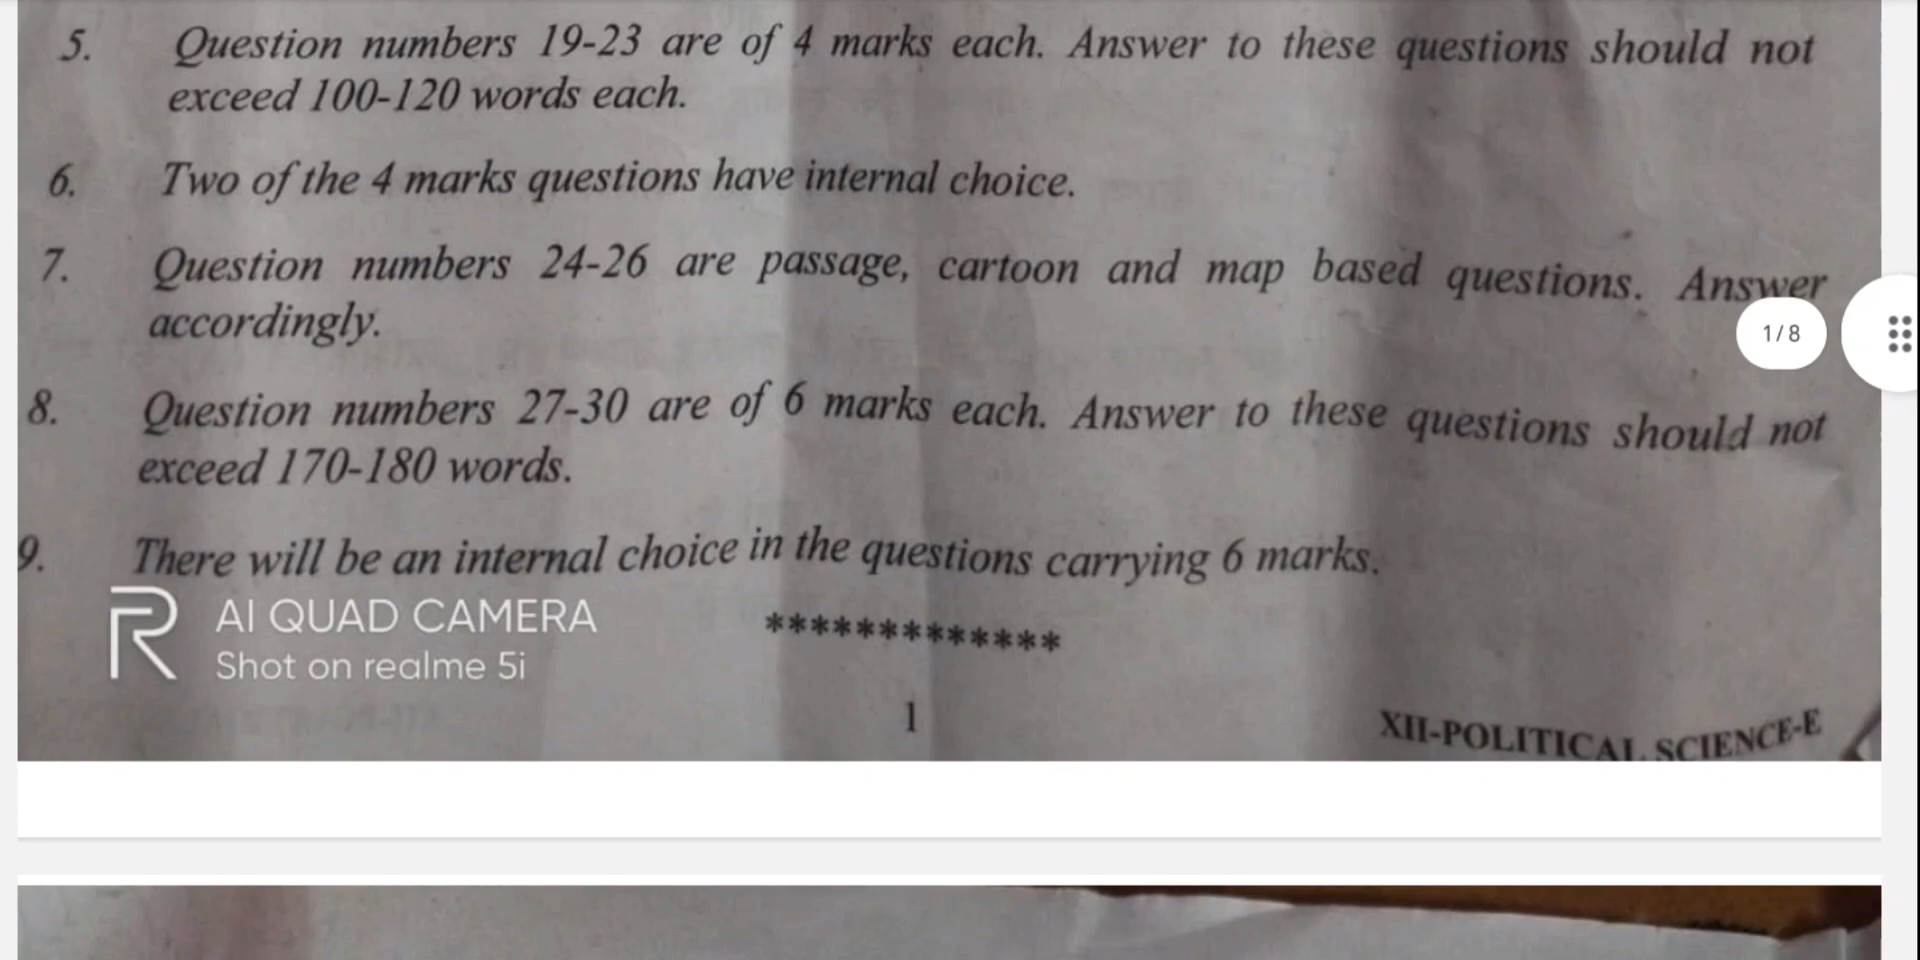 5. Question numbers 19-23 are of 4 marks each. Answer to these questions should not
exceed 100-120 words each.
6. Two of the 4 marks questions have internal choice.
7. Question numbers 24-26 are passage, cartoon and map based questions. Answer
accordingly.
1/8
8. Question numbers 27-30 are of 6 marks each. Answer to these questions should not
exceed 170-180 words.
9. There will be an internal choice in the questions carrying 6 marks.
AI QUAD CAMERA
Shot on realme 5i
*************
1
XII-POLITICAL SCIENCE-E